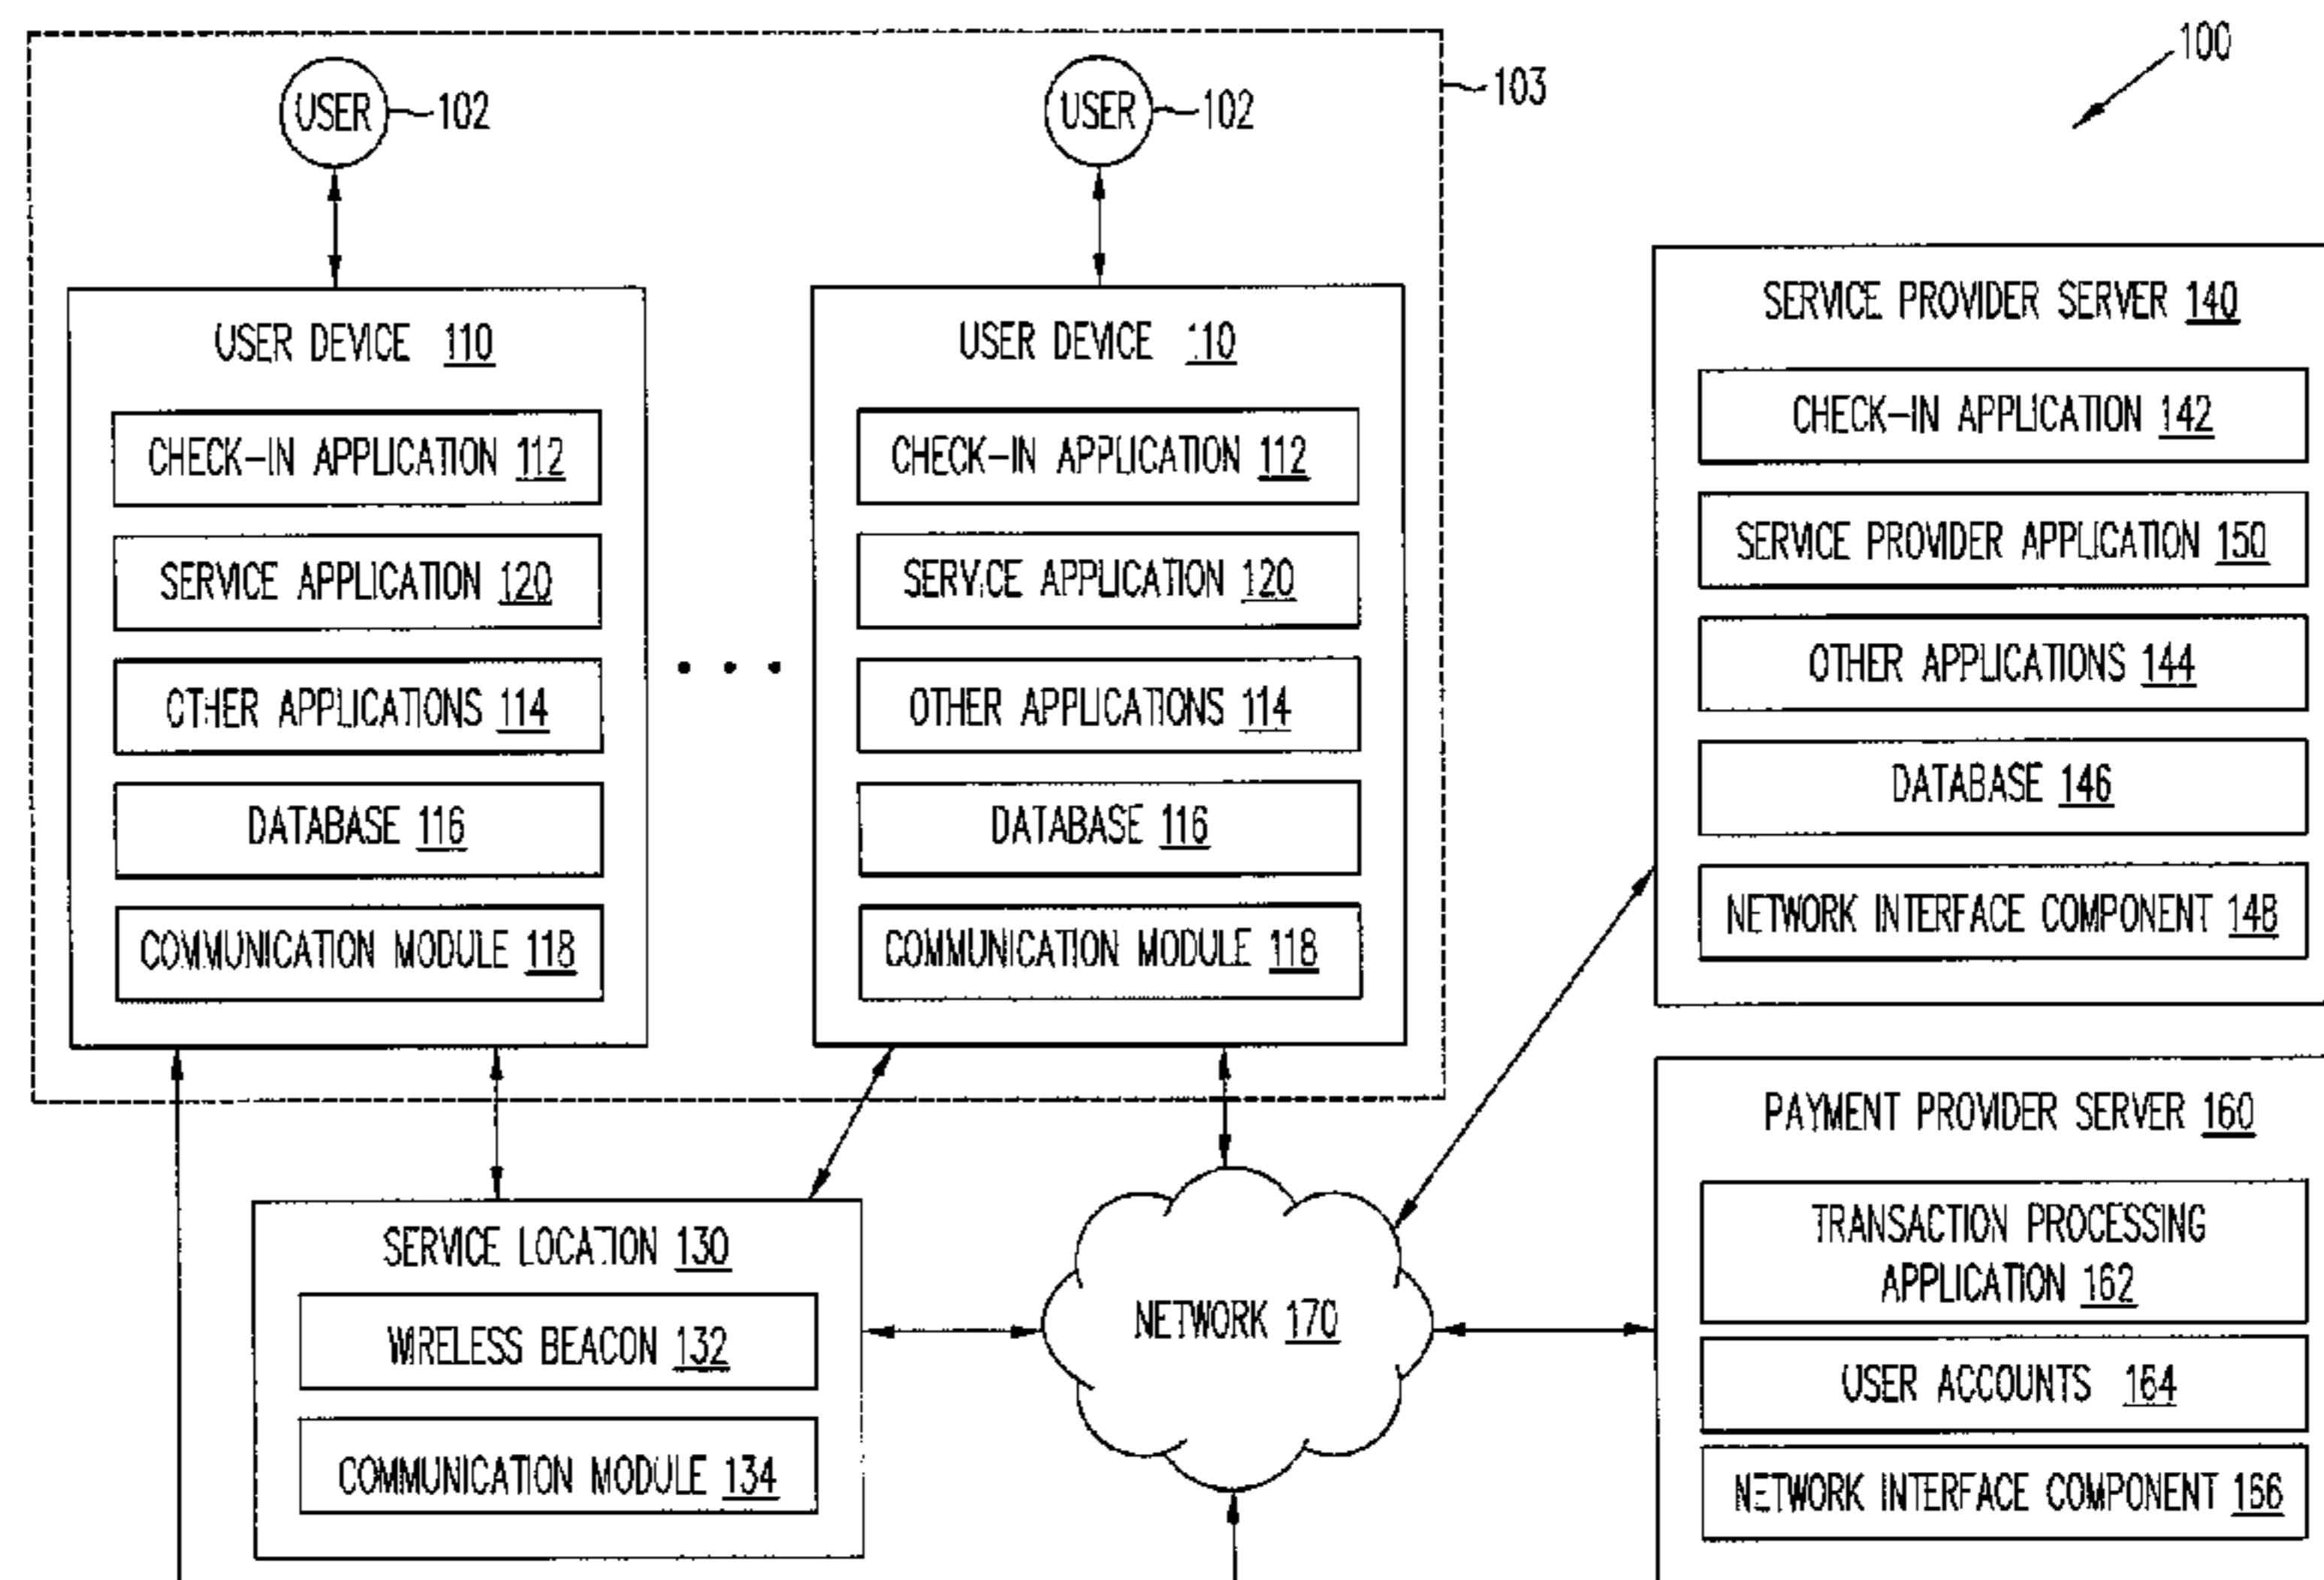 100
103
USER 102
USER 102
USER DEVICE 110
CHECK-IN APPLICATION 112
SERVICE APPLICATION 120
OTHER APPLICATIONS 114
DATABASE 116
COMMUNICATION MODULE 118
USER DEVICE 110
CHECK-IN APPLICATION 112
SERVICE APPLICATION 120
OTHER APPLICATIONS 114
DATABASE 116
COMMUNICATION MODULE 118
SERVICE PROVIDER SERVER 140
CHECK-IN APPLICATION 142
SERVICE PROVIDER APPLICATION 150
OTHER APPLICATIONS 144
DATABASE 146
NETWORK INTERFACE COMPONENT 148
SERVICE LOCATION 130
WIRELESS BEACON 132
COMMUNICATION MODULE 134
NETWORK 170
PAYMENT PROVIDER SERVER 160
TRANSACTION PROCESSING
APPLICATION 162
USER ACCOUNTS 164
NETWORK INTERFACE COMPONENT 166